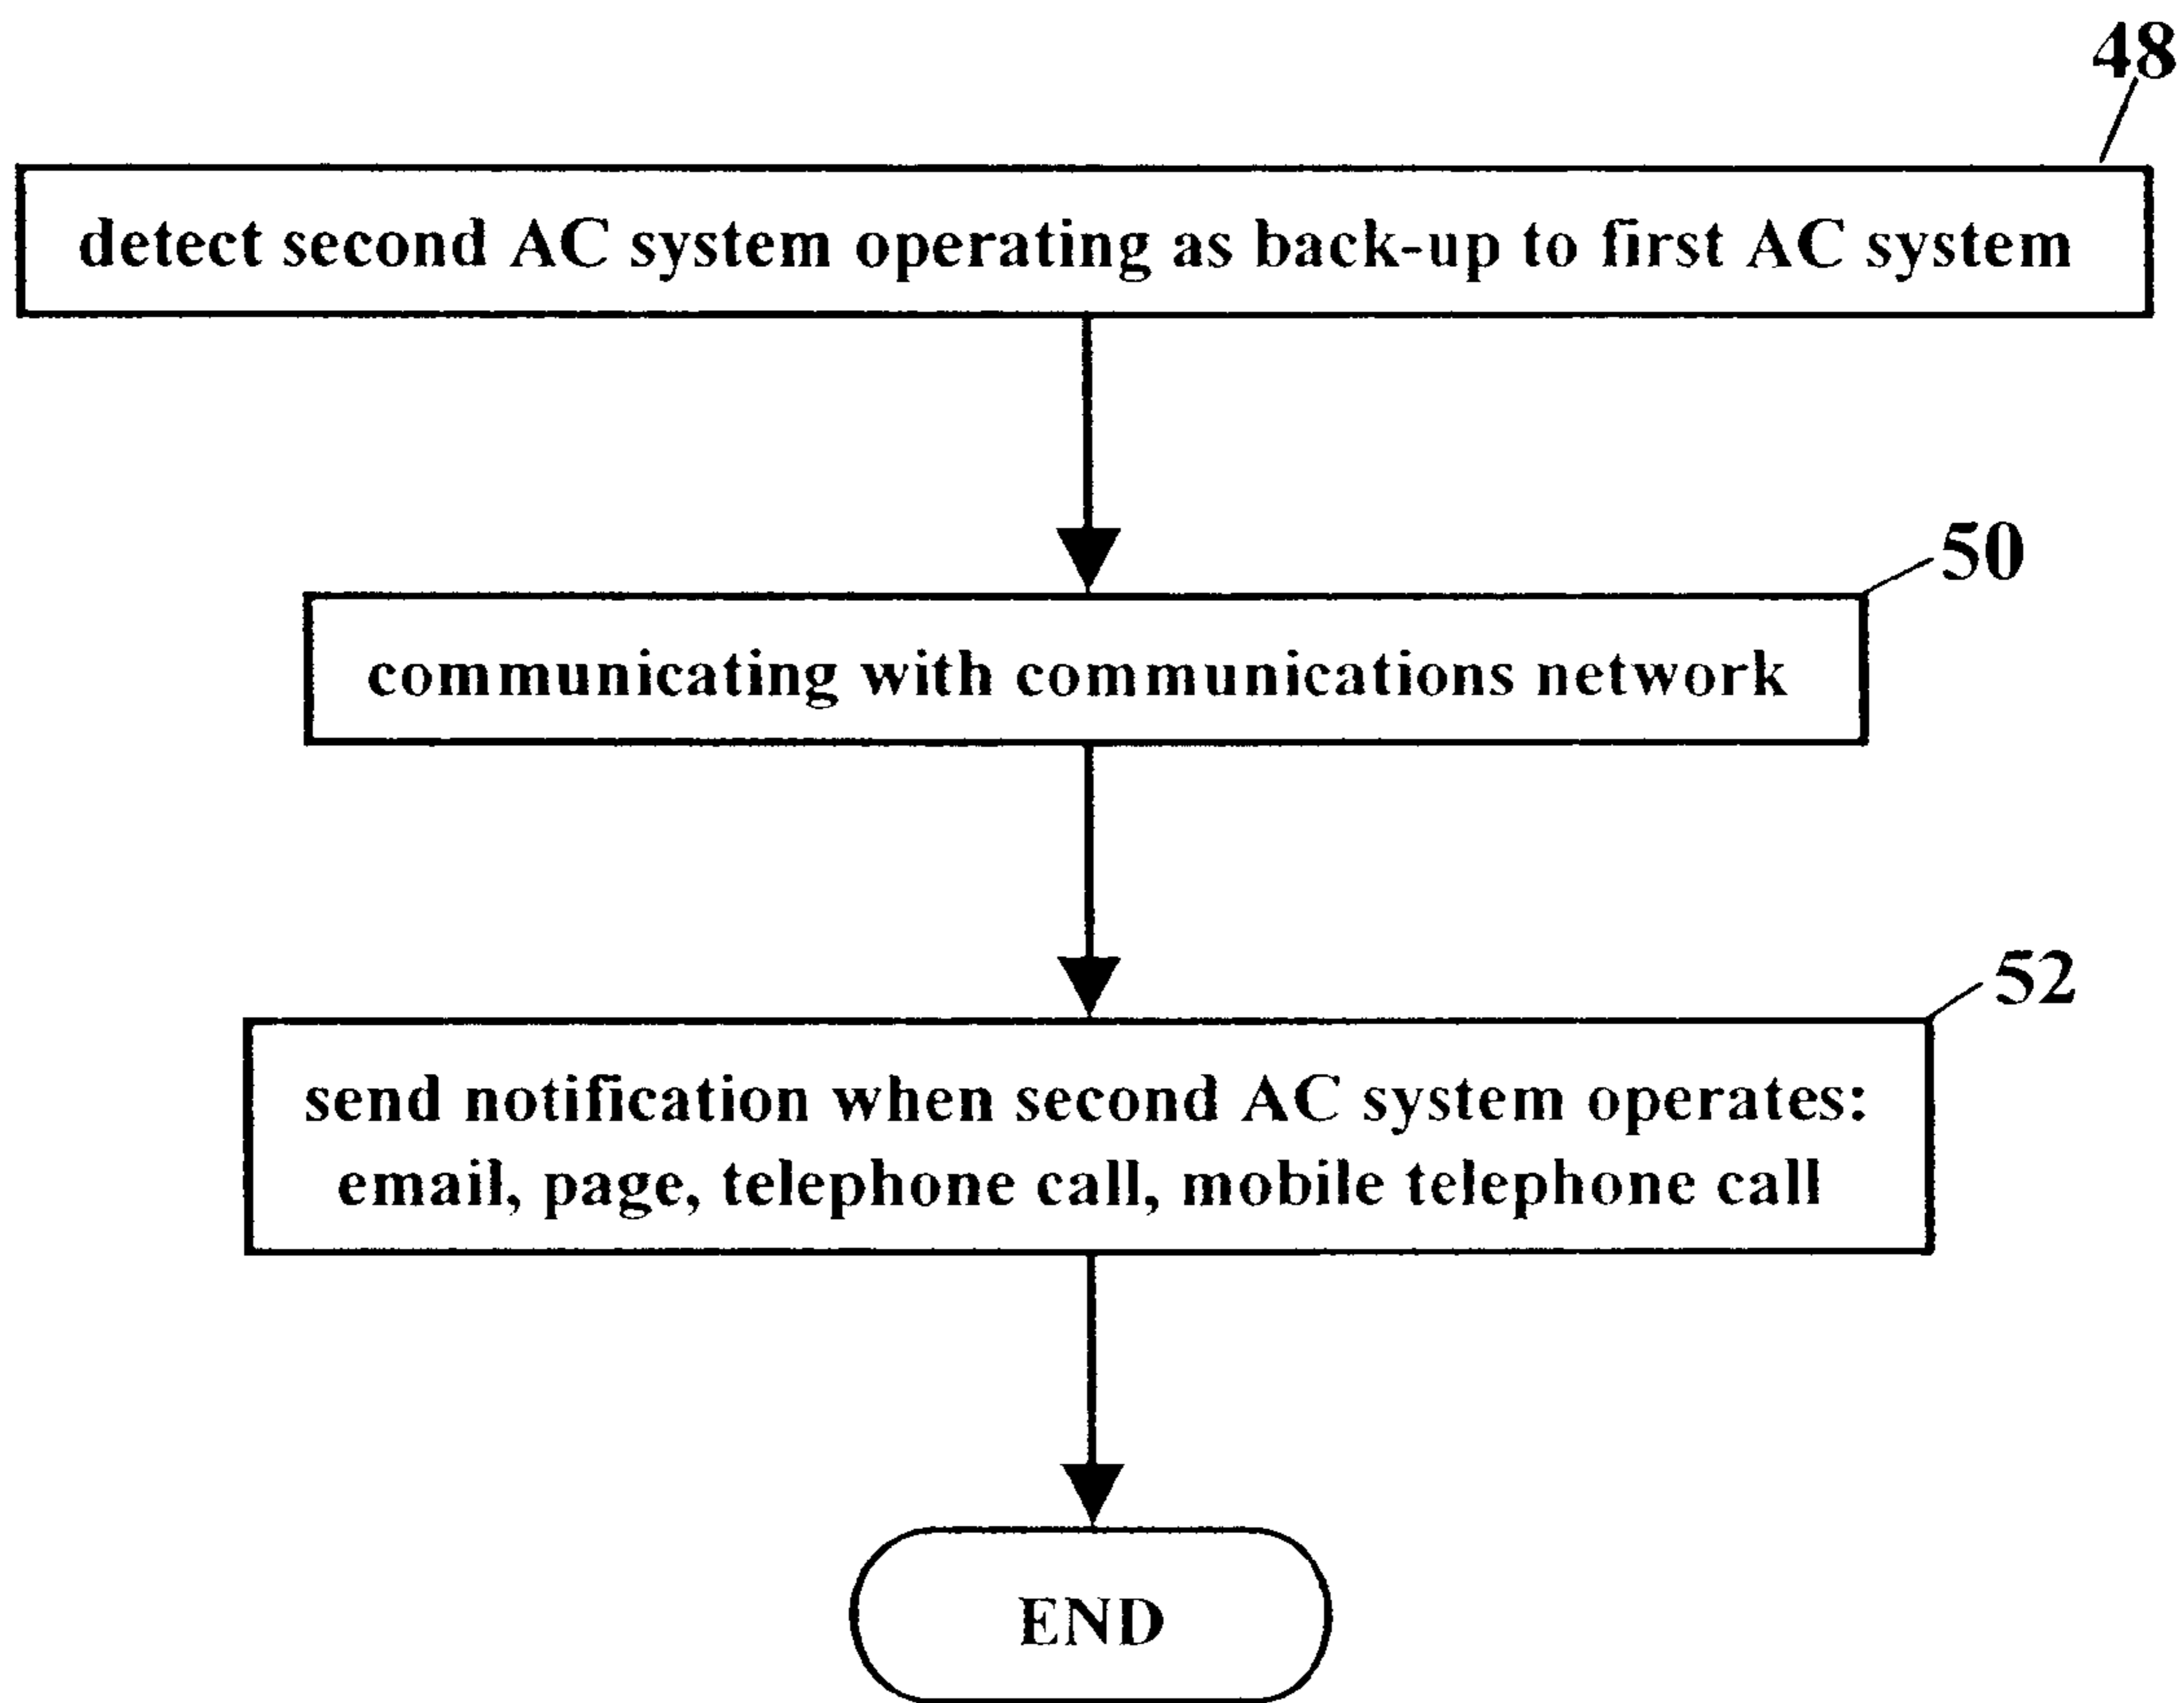 48
detect second AC system operating as back-up to first AC system
50
communicating with communications network
52
send notification when second AC system operates:
email, page, telephone call, mobile telephone call
END